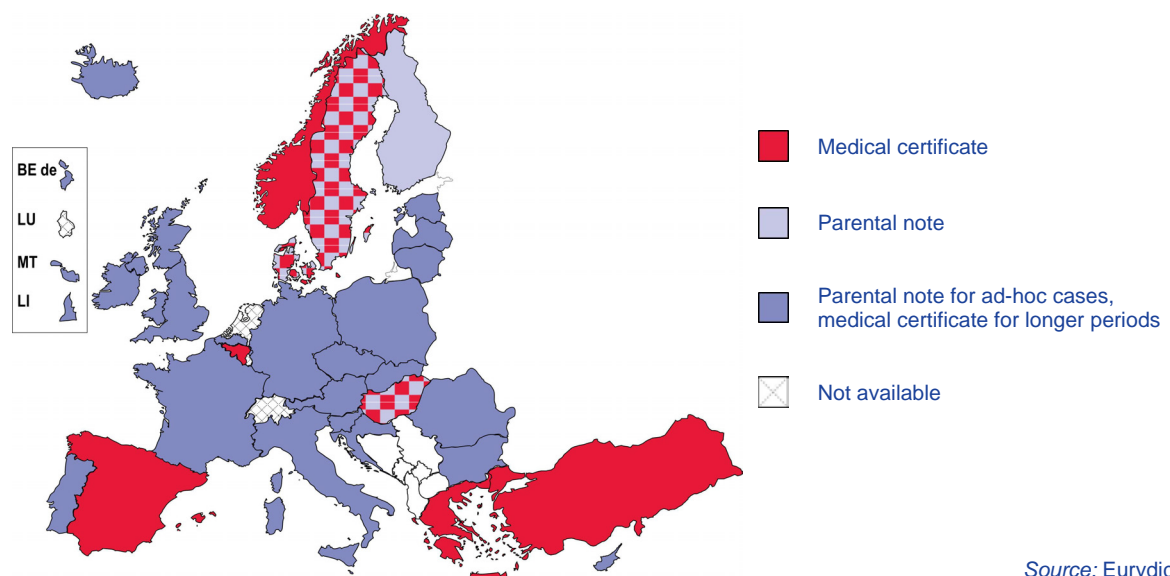 BE de
LU
MT
LI
Medical certificate
Parental note
Parental note for ad-hoc cases,
medical certificate for longer periods
Not available
Source: Eurydic